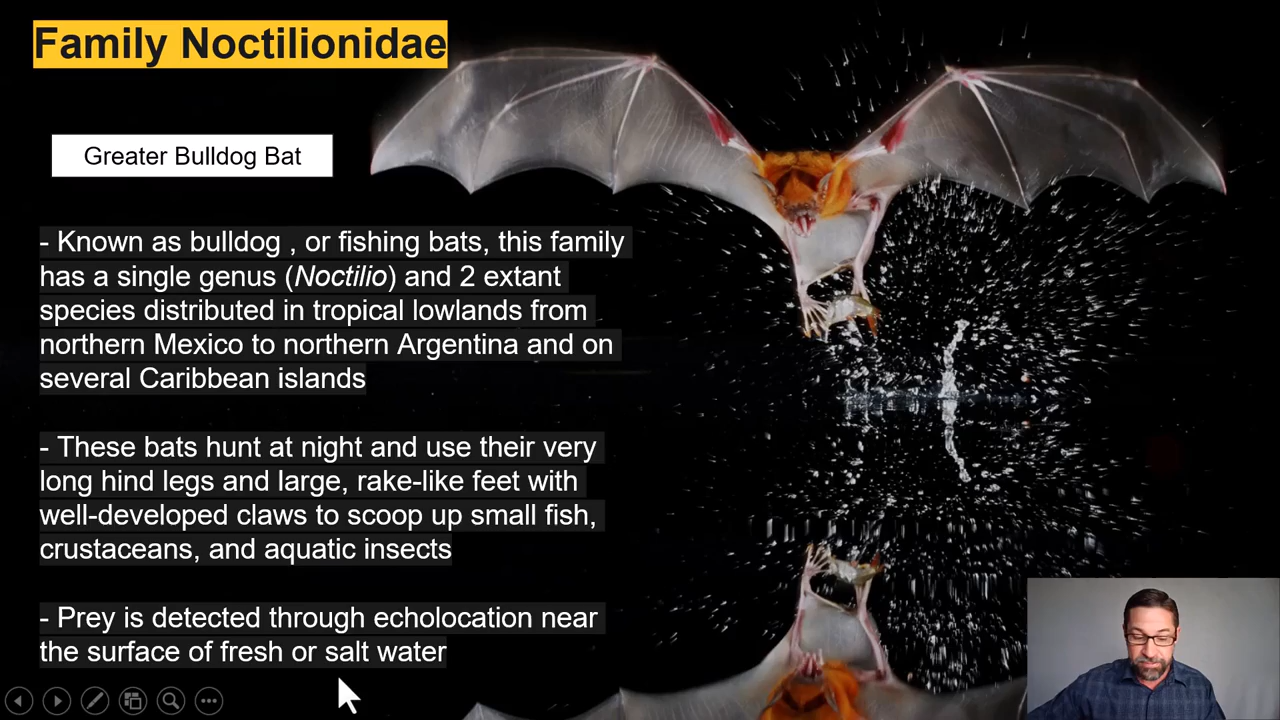 Family Noctilionidae
Greater Bulldog Bat
- Known as bulldog , or fishing bats, this family
has a single genus (Noctilio) and 2 extant
species distributed in tropical lowlands from
northern Mexico to northern Argentina and on
several Caribbean islands
- These bats hunt at night and use their very
long hind legs and large, rake-like feet with
well-developed claws to scoop up small fish,
crustaceans, and aquatic insects
- Prey is detected through echolocation near
the surface of fresh or salt water